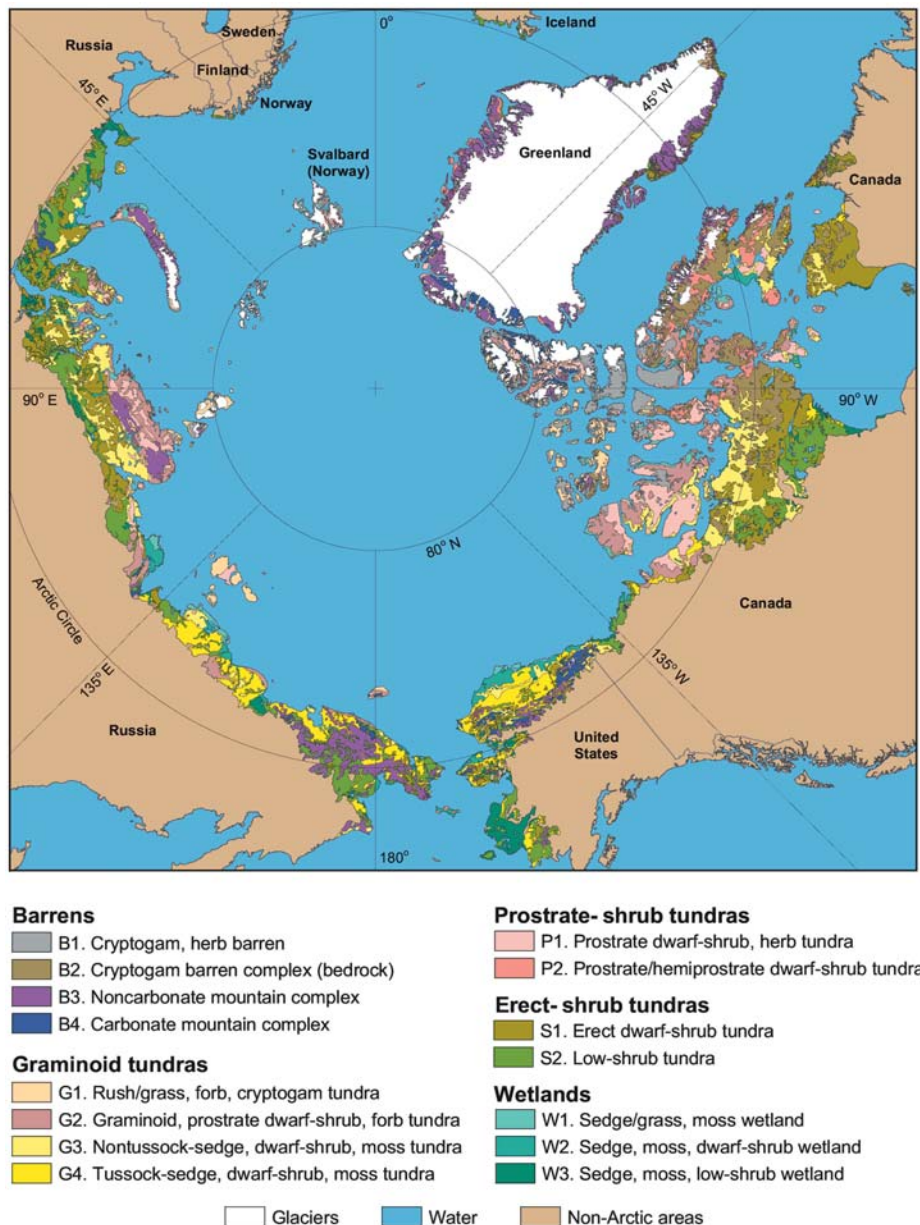 Iceland
0°
Sweden
Russia
Finland
45° E
Norway
45° W
Greenland
Svalbard
(Norway)
Canada
90° E
90° W
80° N
Arctic Circle
Canada
135° E
135° W
Russia
United
States
180°
Barrens
B1. Cryptogam, herb barren
B2. Cryptogam barren complex (bedrock)
B3. Noncarbonate mountain complex
B4. Carbonate mountain complex
Graminoid tundras
G1. Rush/grass, forb, cryptogam tundra
G2. Graminoid, prostrate dwarf-shrub, forb tundra
G3. Nontussock-sedge, dwarf-shrub, moss tundra
G4. Tussock-sedge, dwarf-shrub, moss tundra
Prostrate- shrub tundras
P1. Prostrate dwarf-shrub, herb tundra
P2. Prostrate/hemiprostrate dwarf-shrub tundra
Erect- shrub tundras
S1. Erect dwarf-shrub tundra
S2. Low-shrub tundra
Wetlands
W1. Sedge/grass, moss wetland
W2. Sedge, moss, dwarf-shrub wetland
W3. Sedge, moss, low-shrub wetland
Glaciers
Water
Non-Arctic areas